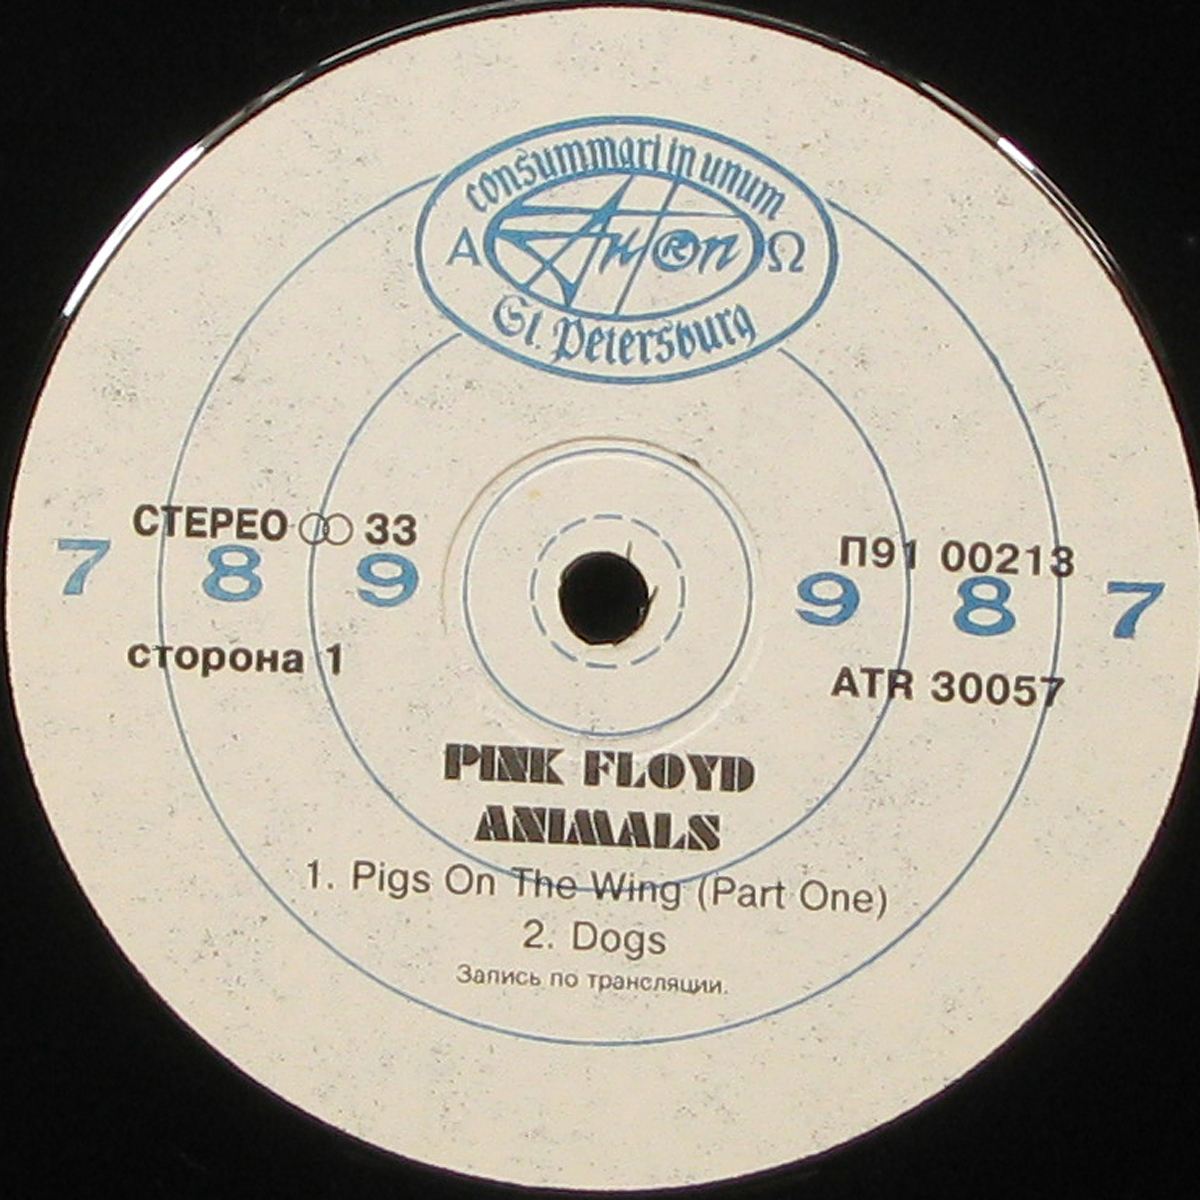 consummari in unum
A AnTRon Ω
St. Petersburg
СТЕРЕО 33
П91 00213
7 8 9 9 8 7
сторона 1
ATR 30057
PINK FLOYD
ANIMALS
1. Pigs On The Wing (Part One)
2. Dogs
Запись по трансляции.